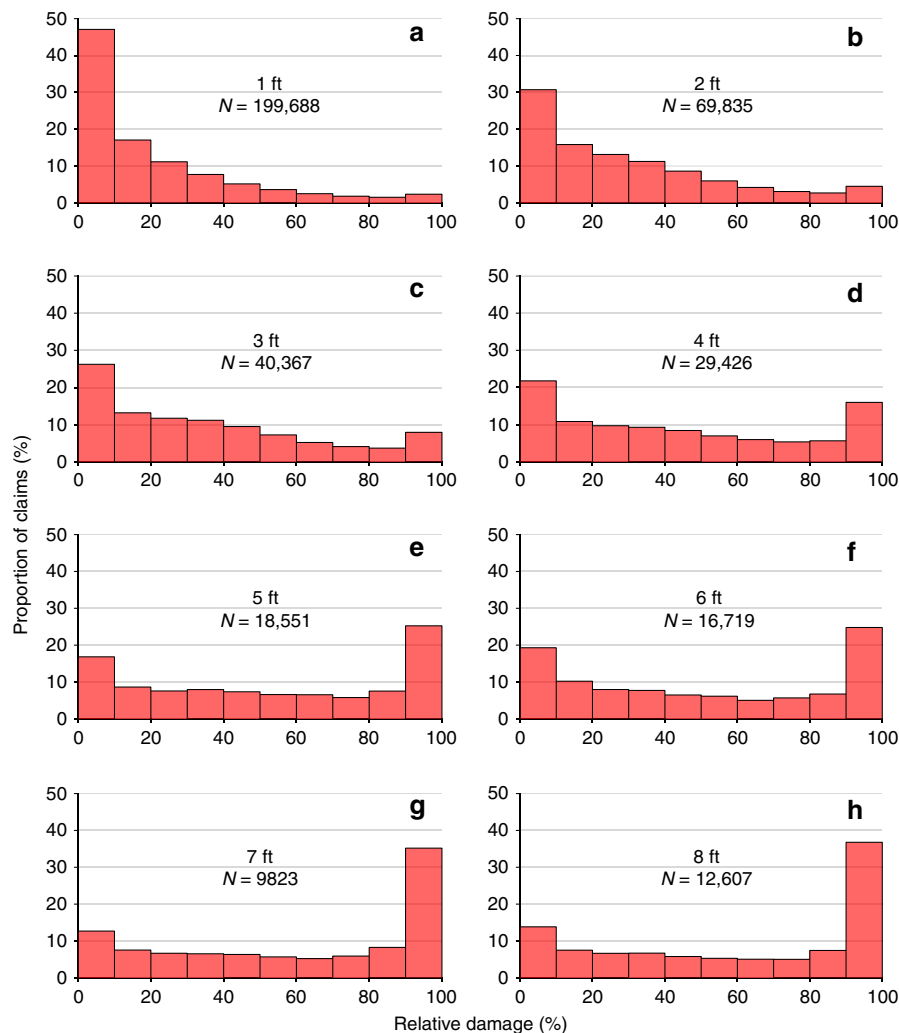 50
40
30
20
10
0
0 20 40 60 80 100
a
1 ft
N = 199,688
50
40
30
20
10
0
0 20 40 60 80 100
b
2 ft
N = 69,835
50
40
30
20
10
0
0 20 40 60 80 100
c
3 ft
N = 40,367
50
40
30
20
10
0
0 20 40 60 80 100
d
4 ft
N = 29,426
50
40
30
20
10
0
0 20 40 60 80 100
e
5 ft
N = 18,551
50
40
30
20
10
0
0 20 40 60 80 100
f
6 ft
N = 16,719
50
40
30
20
10
0
0 20 40 60 80 100
g
7 ft
N = 9823
50
40
30
20
10
0
0 20 40 60 80 100
h
8 ft
N = 12,607
Proportion of claims (%)
Relative damage (%)